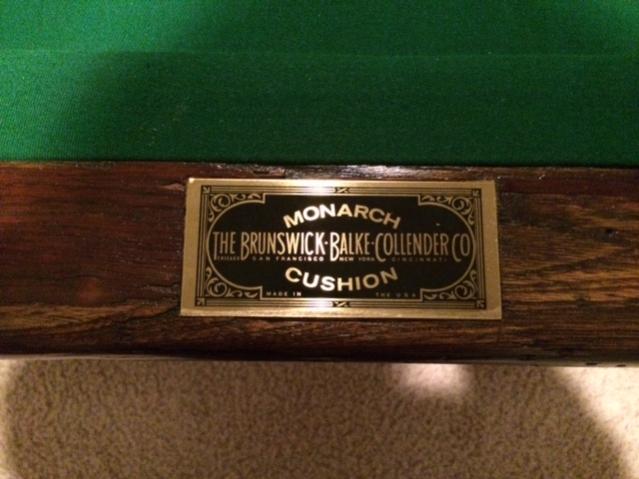 MONARCH
THE BRUNSWICK·BALKE·COLLENDER CO
CHICAGO SAN FRANCISCO NEW YORK CINCINNATI
CUSHION
MADE IN THE U.S.A.